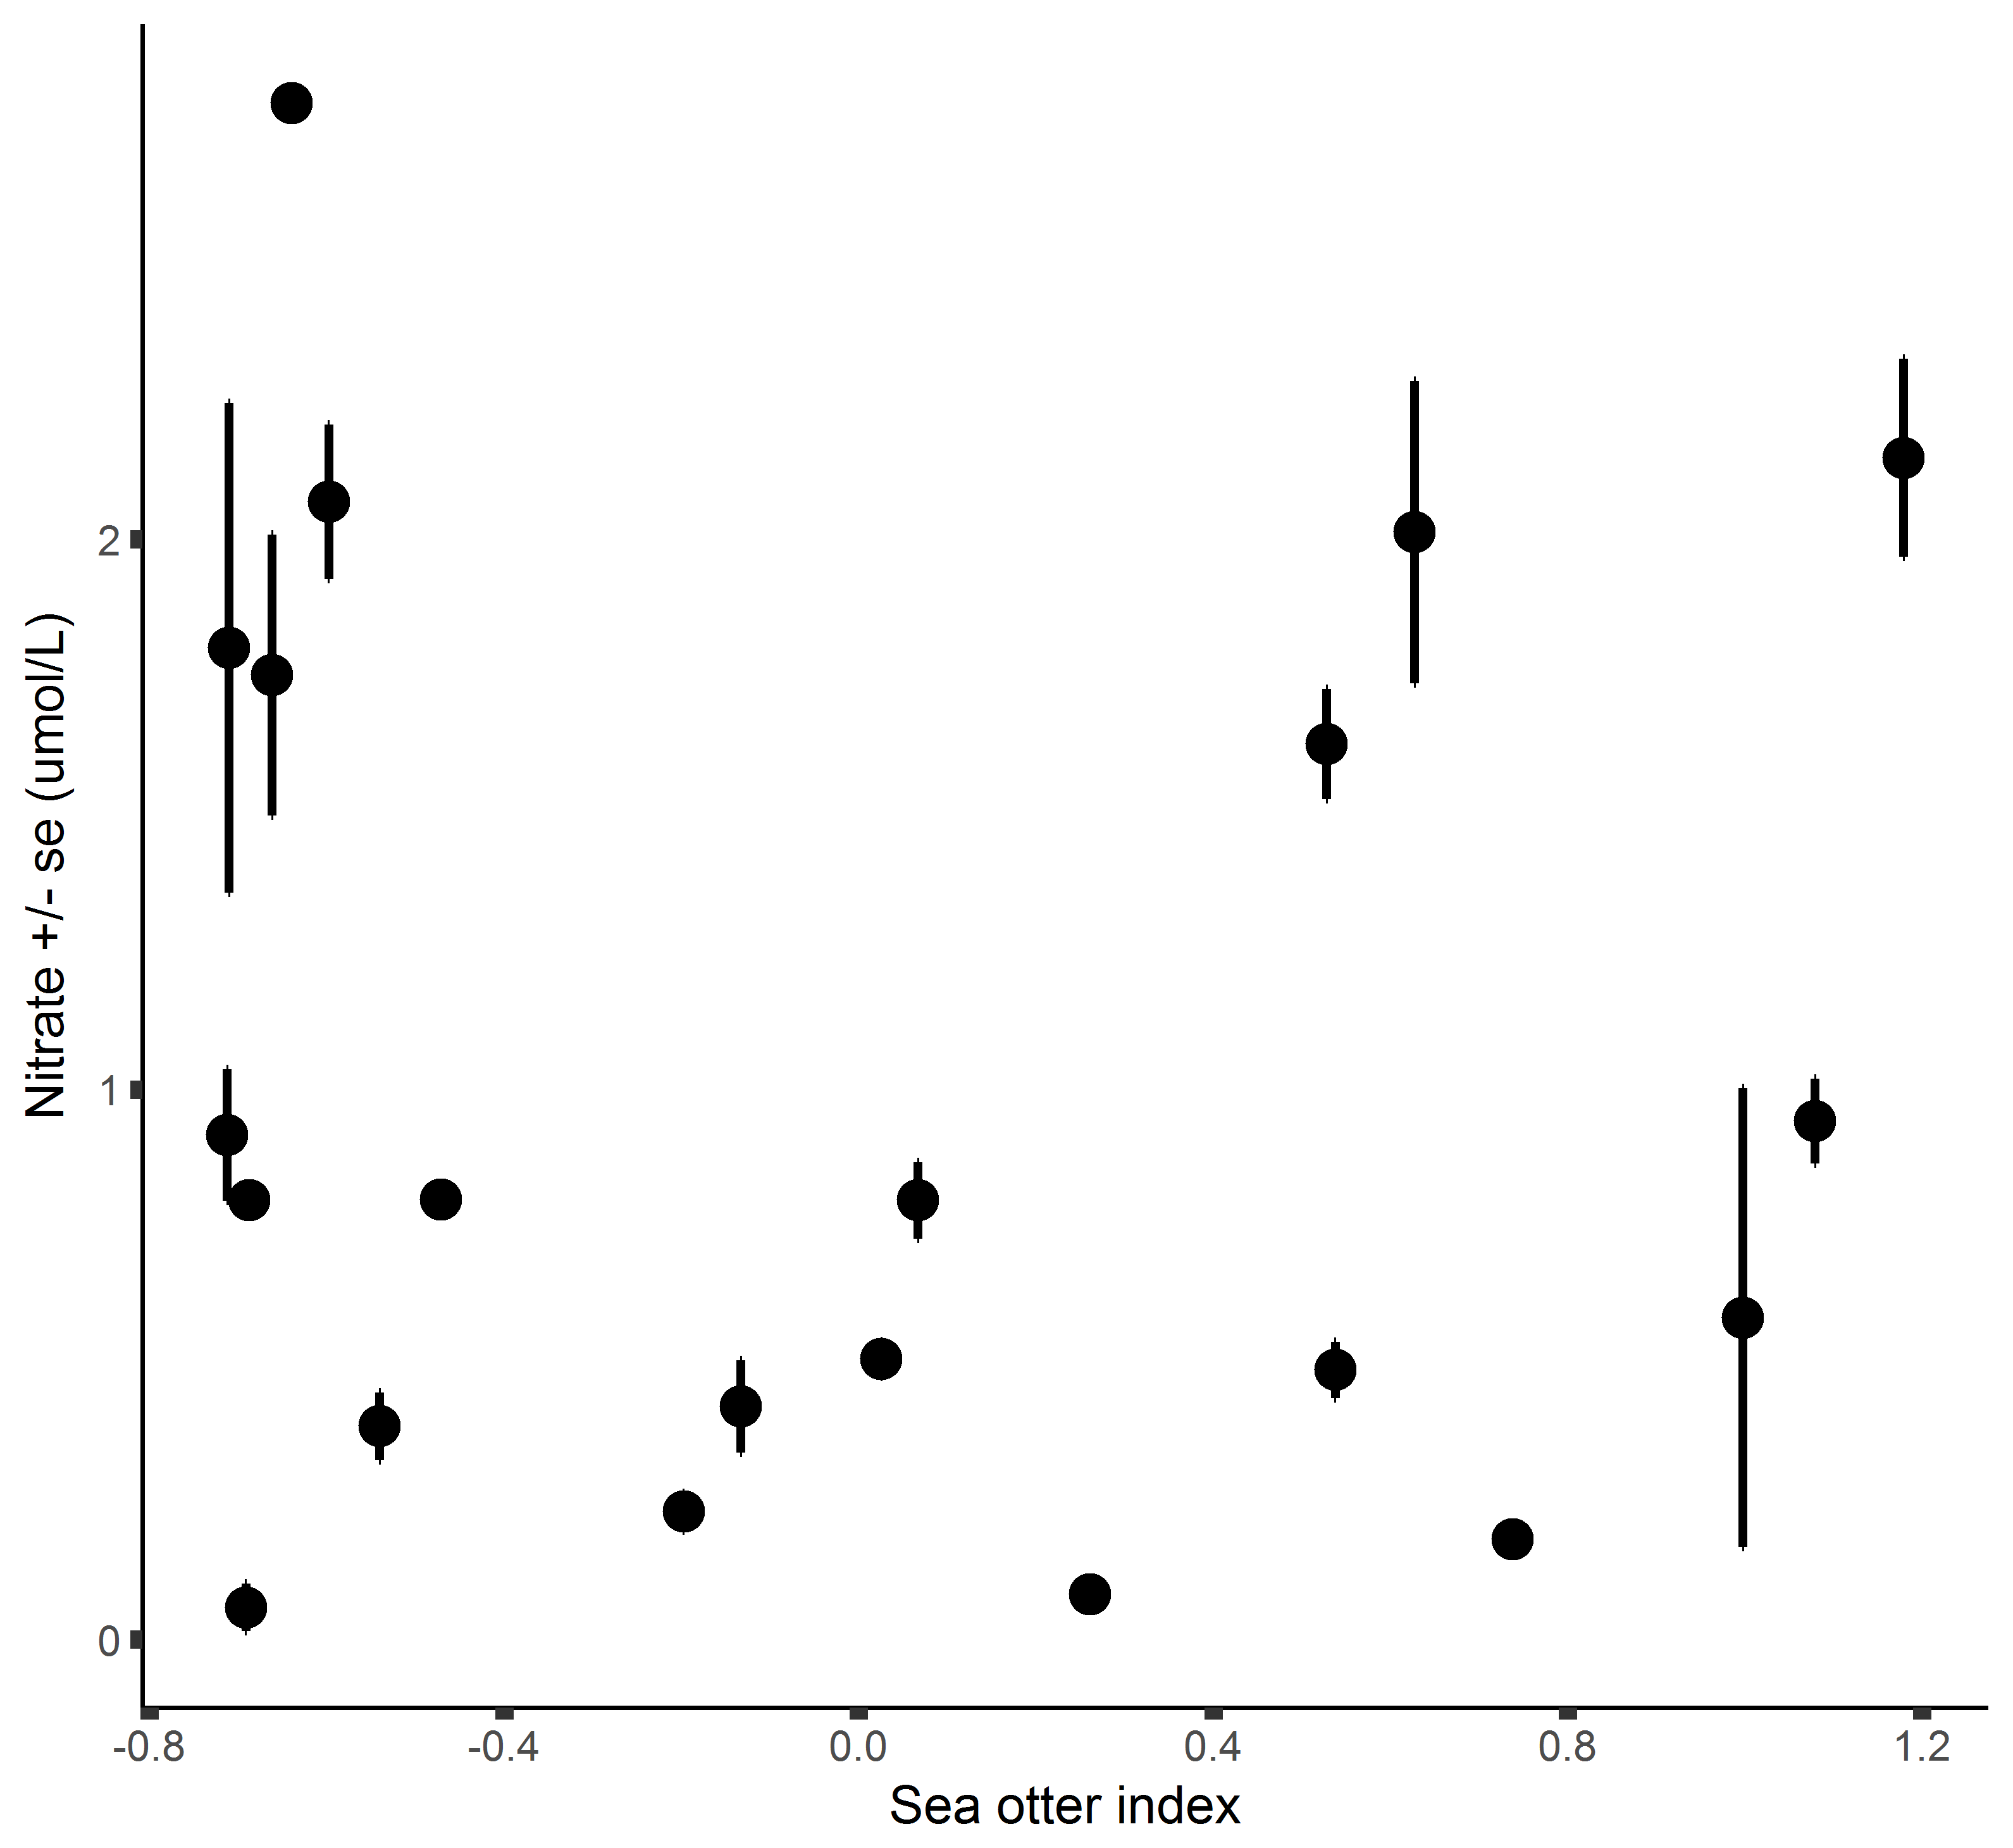 Nitrate +/- se (umol/L)
2
1
0
-0.8 -0.4 0.0 0.4 0.8 1.2
Sea otter index